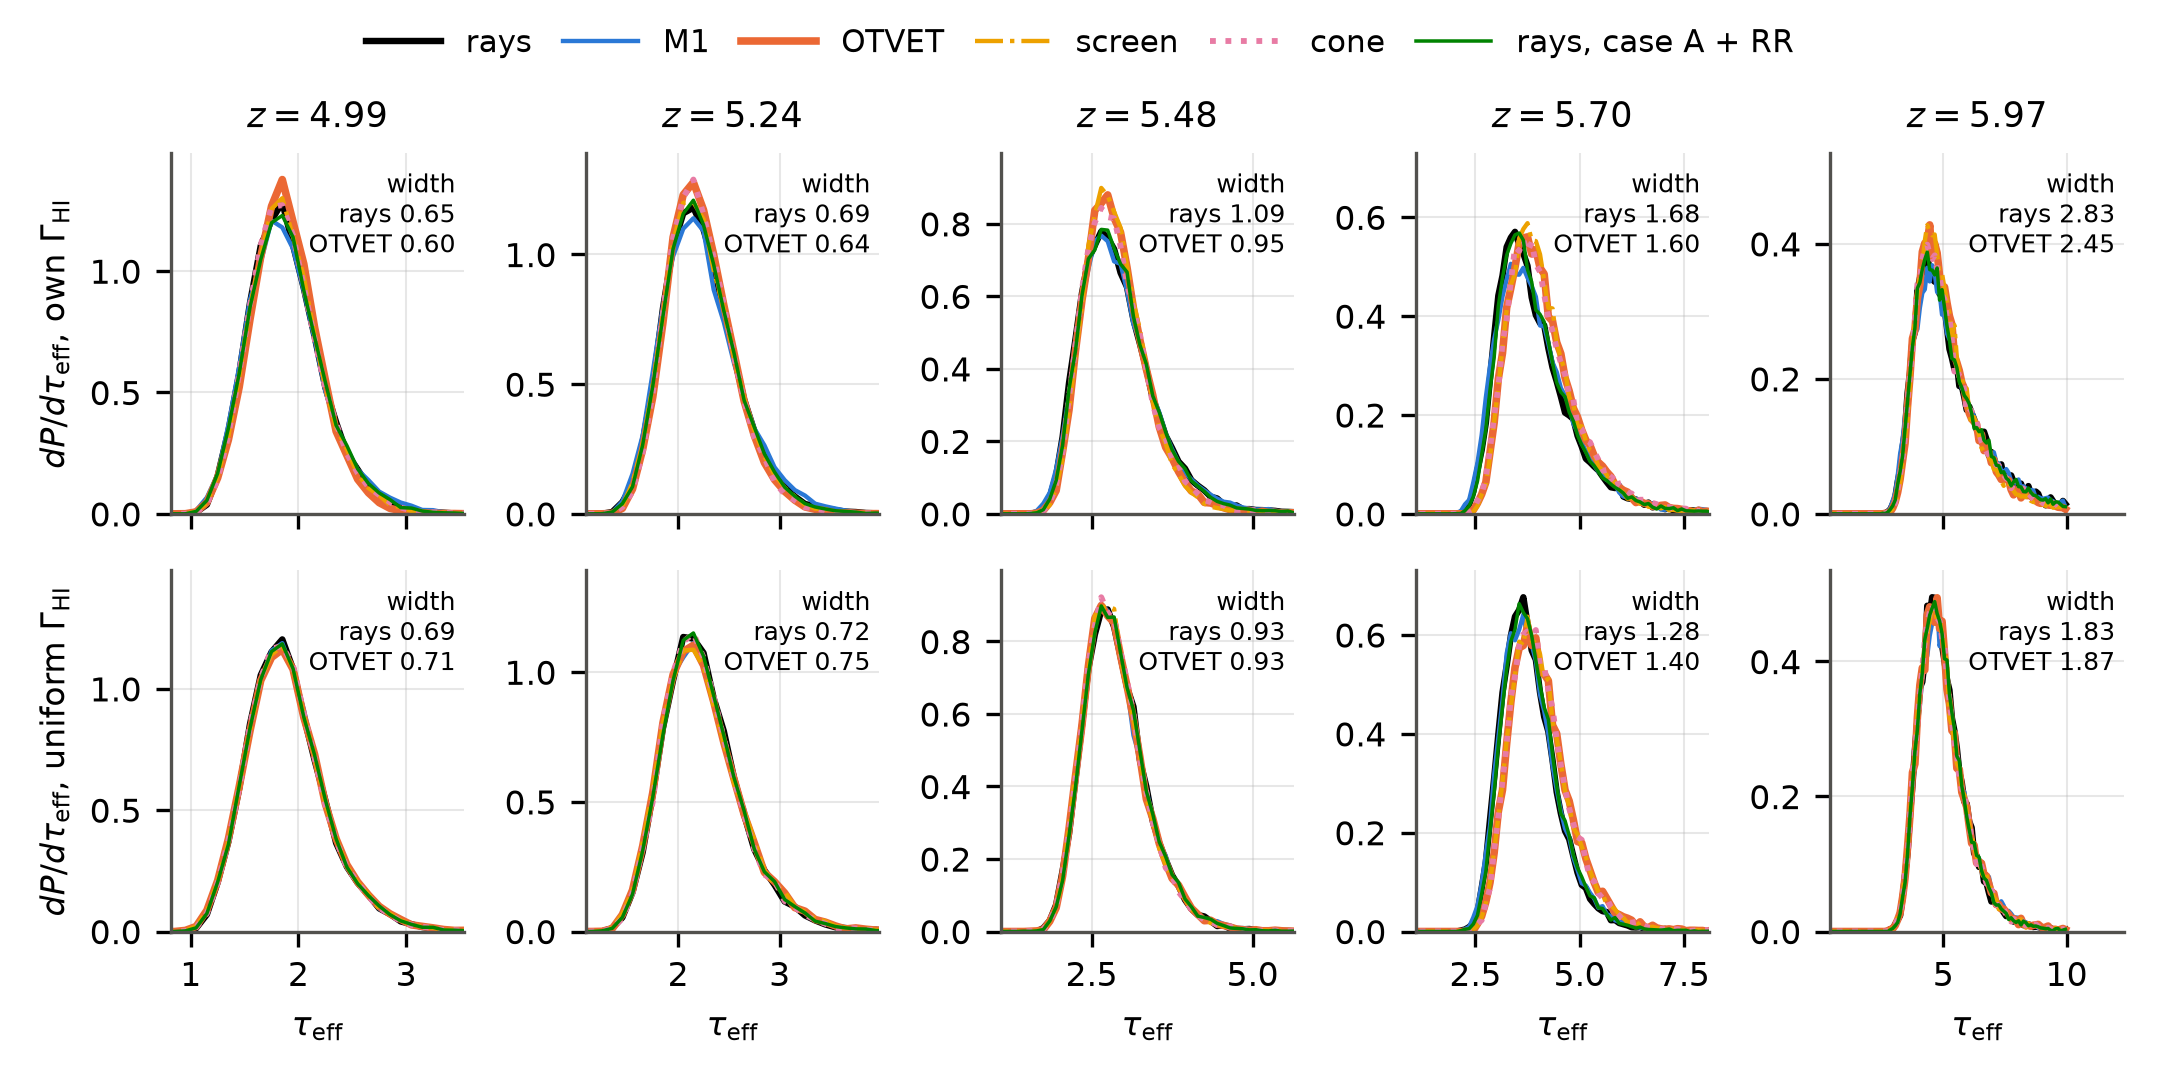 rays M1 OTVET screen cone rays, case A + RR
z = 4.99 z = 5.24 z = 5.48 z = 5.70 z = 5.97
dP/dτeff, own ΓHI
width
rays 0.65
OTVET 0.60
0.0
0.5
1.0
width
rays 0.69
OTVET 0.64
0.0
0.5
1.0
width
rays 1.09
OTVET 0.95
0.0
0.2
0.4
0.6
0.8
width
rays 1.68
OTVET 1.60
0.0
0.2
0.4
0.6
width
rays 2.83
OTVET 2.45
0.0
0.2
0.4
dP/dτeff, uniform ΓHI
width
rays 0.69
OTVET 0.71
0.0
0.5
1.0
1 2 3
τeff
width
rays 0.72
OTVET 0.75
0.0
0.5
1.0
2 3
τeff
width
rays 0.93
OTVET 0.93
0.0
0.2
0.4
0.6
0.8
2.5 5.0
τeff
width
rays 1.28
OTVET 1.40
0.0
0.2
0.4
0.6
2.5 5.0 7.5
τeff
width
rays 1.83
OTVET 1.87
0.0
0.2
0.4
5 10
τeff